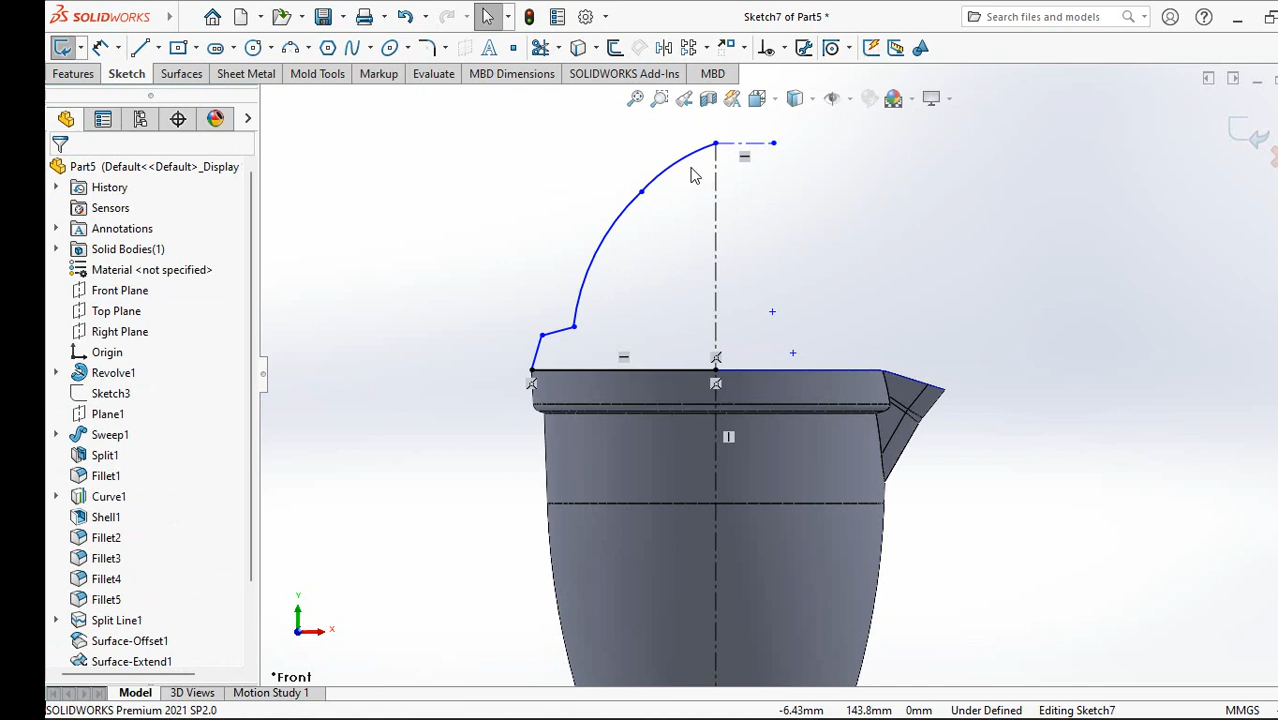 SOLIDWORKS
Sketch7 of Part5 *
Search files and models
Features
Sketch
Surfaces
Sheet Metal
Mold Tools
Markup
Evaluate
MBD Dimensions
SOLIDWORKS Add-Ins
MBD
Part5 (Default<<Default>_Display
History
Sensors
Annotations
Solid Bodies(1)
Material <not specified>
Front Plane
Top Plane
Right Plane
Origin
Revolve1
Sketch3
Plane1
Sweep1
Split1
Fillet1
Curve1
Shell1
Fillet2
Fillet3
Fillet4
Fillet5
Split Line1
Surface-Offset1
Surface-Extend1
Y
X
*Front
Model
3D Views
Motion Study 1
SOLIDWORKS Premium 2021 SP2.0
-6.43mm
143.8mm
0mm
Under Defined
Editing Sketch7
MMGS